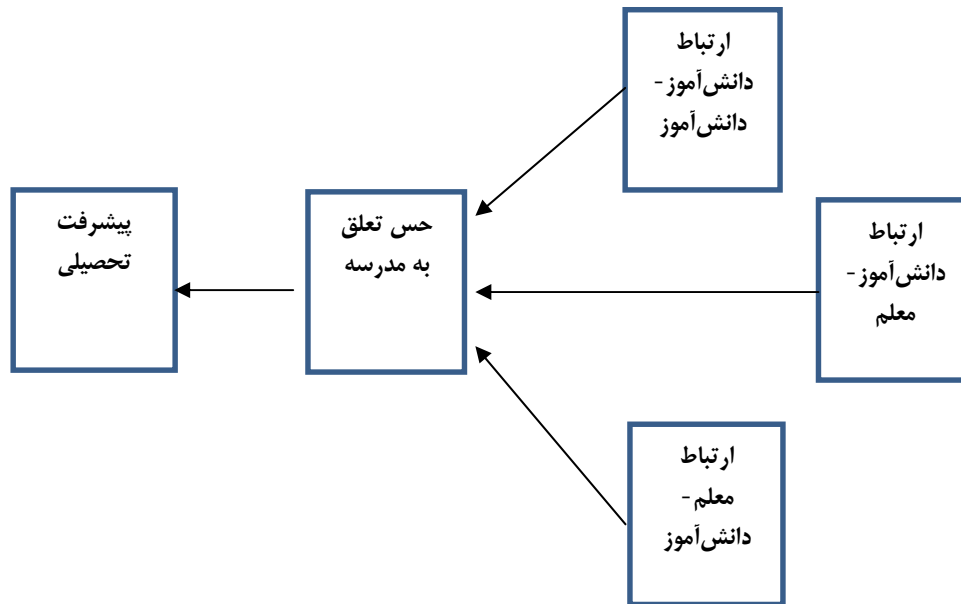 ارتباط
دانش‌آموز-
دانش‌آموز
ارتباط
دانش‌آموز-
معلم
ارتباط
معلم-
دانش‌آموز
حس تعلق
به مدرسه
پیشرفت
تحصیلی